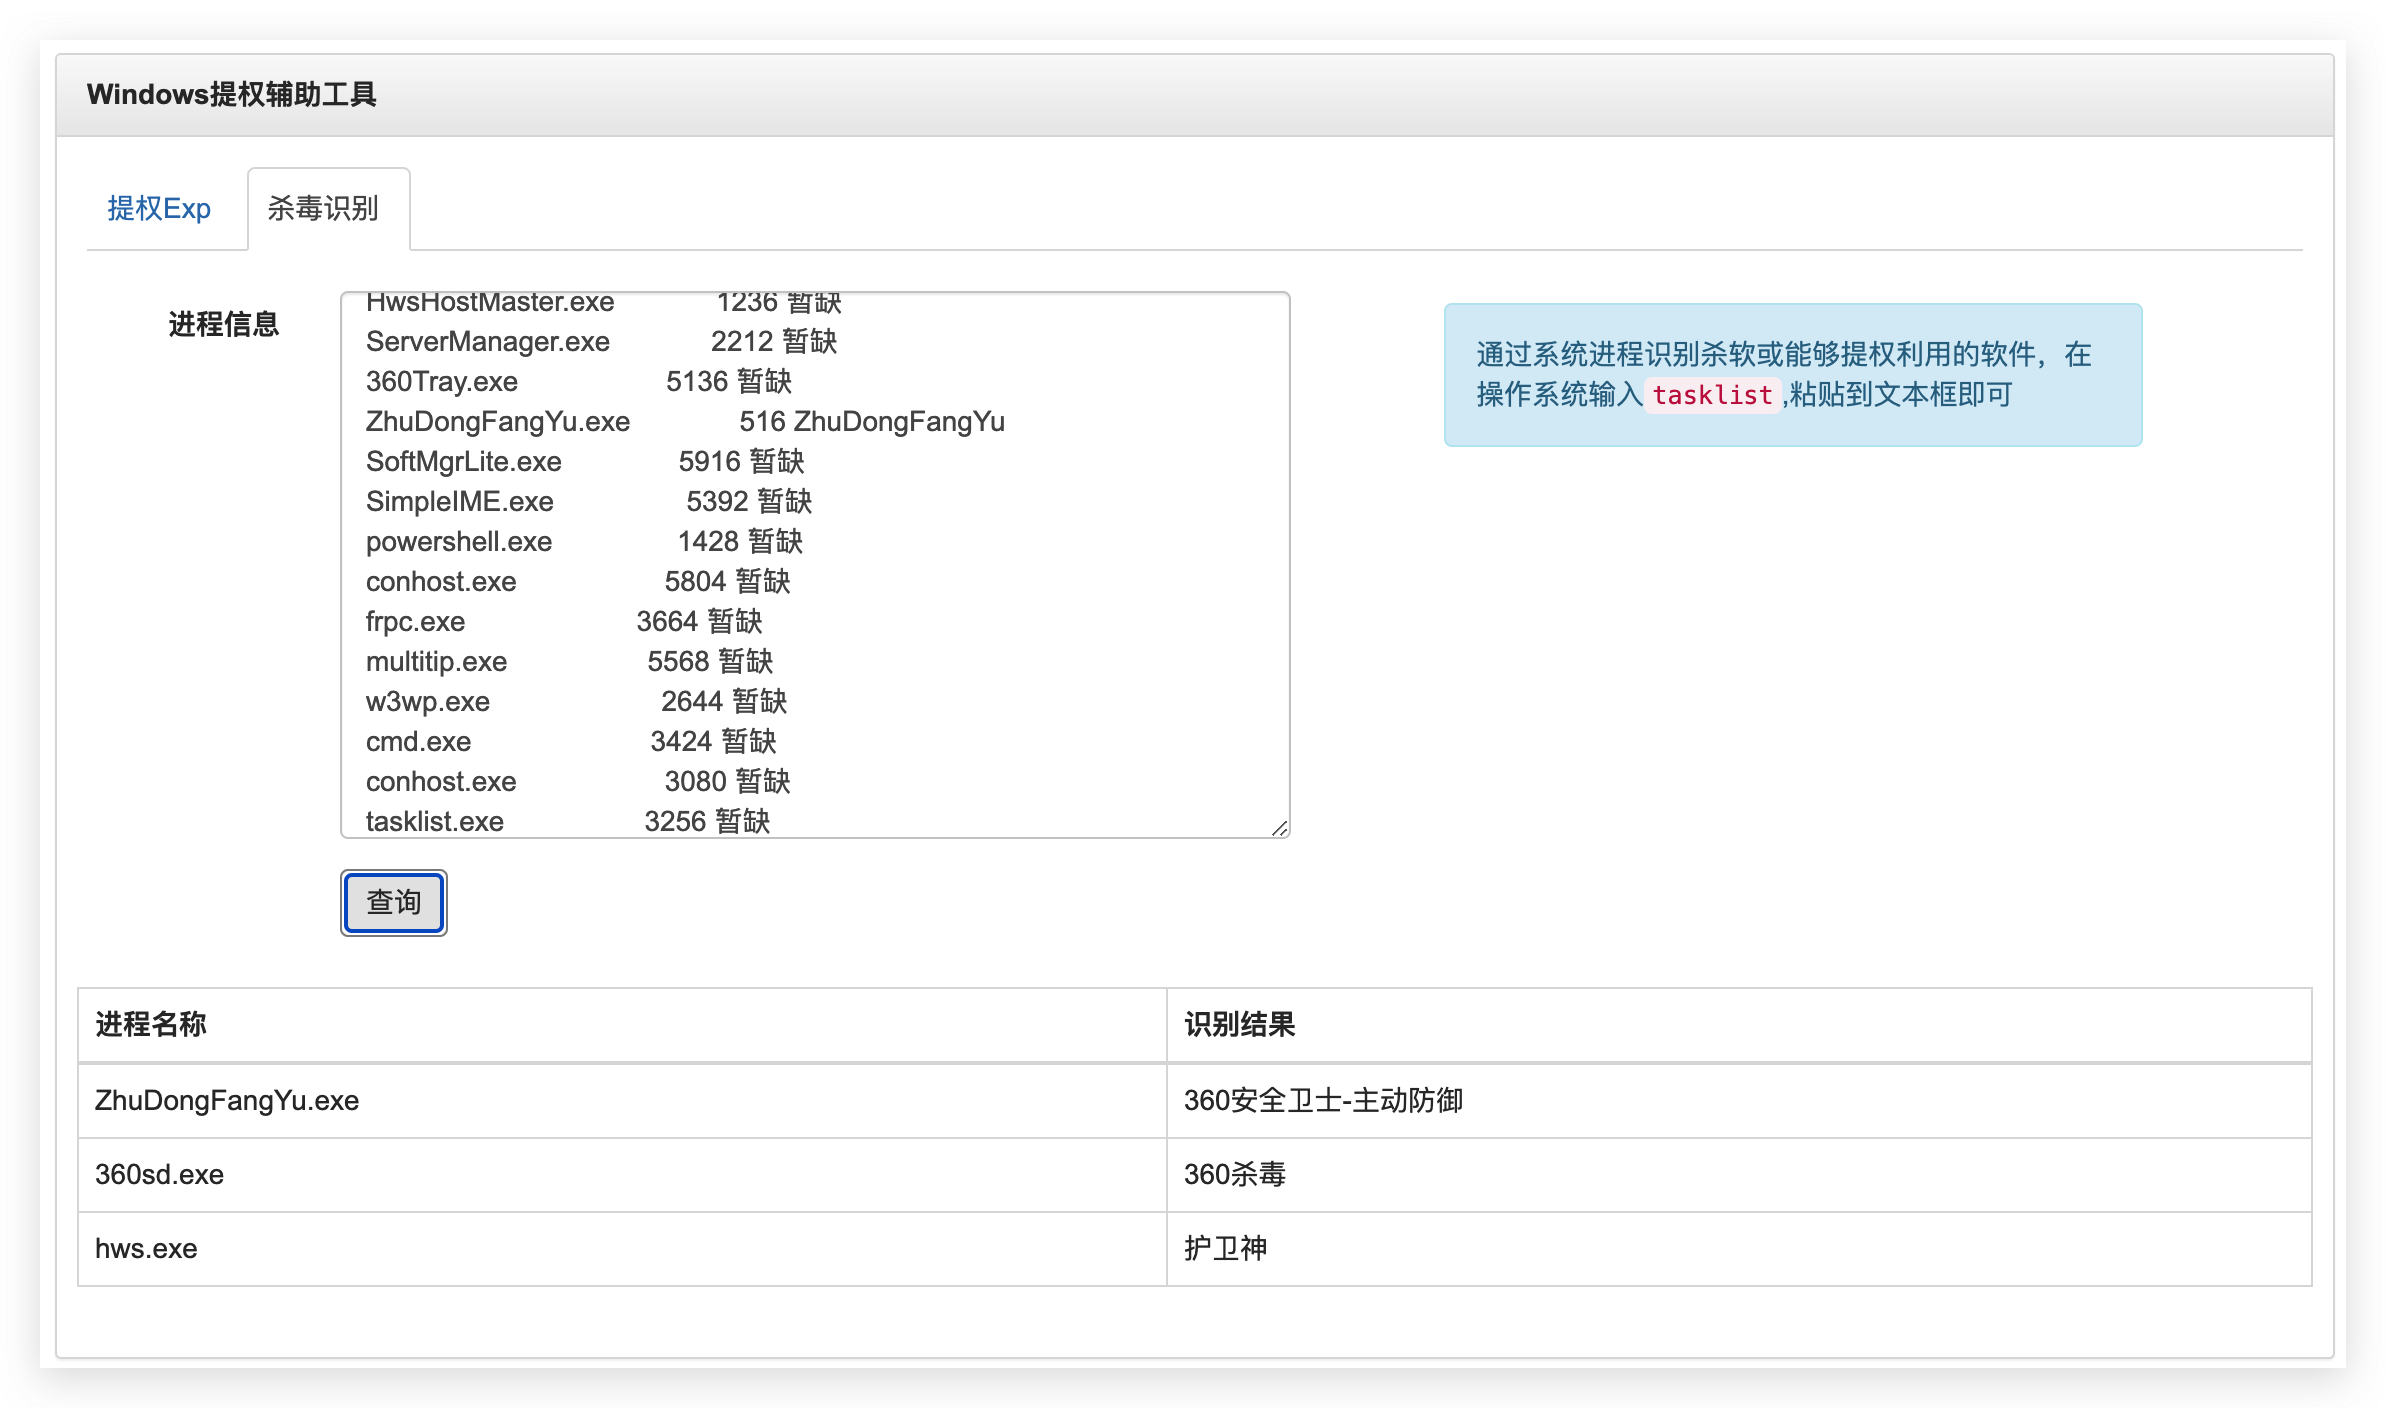 Windows提权辅助工具
提权Exp 杀毒识别
进程信息
HwsHostMaster.exe 1236 暂缺
ServerManager.exe 2212 暂缺
360Tray.exe 5136 暂缺
ZhuDongFangYu.exe 516 ZhuDongFangYu
SoftMgrLite.exe 5916 暂缺
SimpleIME.exe 5392 暂缺
powershell.exe 1428 暂缺
conhost.exe 5804 暂缺
frpc.exe 3664 暂缺
multitip.exe 5568 暂缺
w3wp.exe 2644 暂缺
cmd.exe 3424 暂缺
conhost.exe 3080 暂缺
tasklist.exe 3256 暂缺
通过系统进程识别杀软或能够提权利用的软件，在
操作系统输入tasklist,粘贴到文本框即可
查询
进程名称 识别结果
ZhuDongFangYu.exe 360安全卫士-主动防御
360sd.exe 360杀毒
hws.exe 护卫神